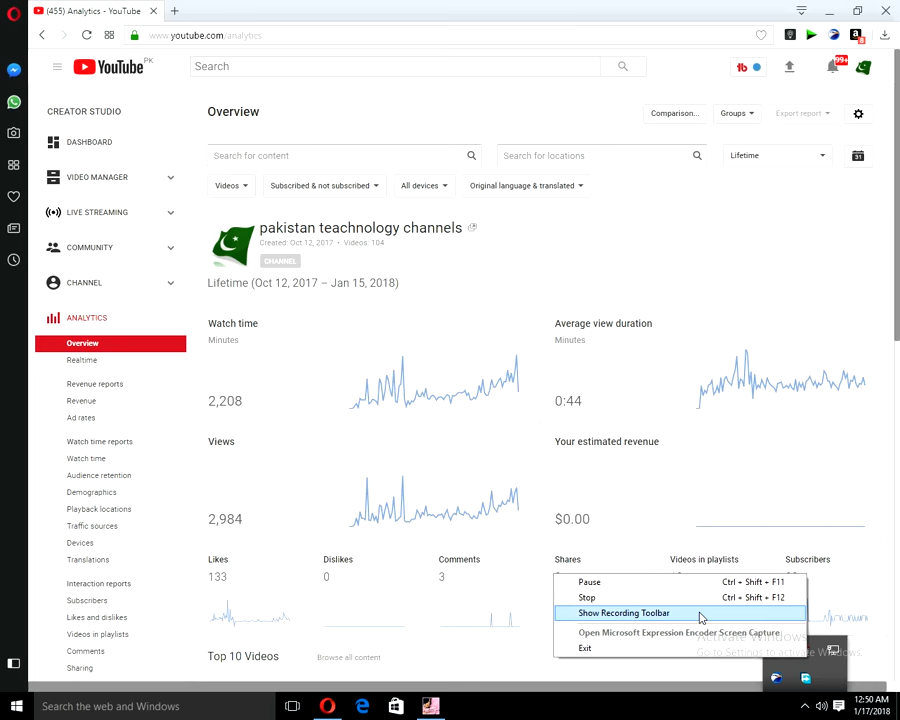 (455) Analytics - YouTube
www.youtube.com/analytics
YouTube PK
Search
99+
CREATOR STUDIO
DASHBOARD
VIDEO MANAGER
LIVE STREAMING
COMMUNITY
CHANNEL
ANALYTICS
Overview
Realtime
Revenue reports
Revenue
Ad rates
Watch time reports
Watch time
Audience retention
Demographics
Playback locations
Traffic sources
Devices
Translations
Interaction reports
Subscribers
Likes and dislikes
Videos in playlists
Comments
Sharing
Overview
Comparison...
Groups
Export report
Search for content
Search for locations
Lifetime
31
Videos
Subscribed & not subscribed
All devices
Original language & translated
pakistan teachnology channels
Created: Oct 12, 2017 • Videos: 104
CHANNEL
Lifetime (Oct 12, 2017 – Jan 15, 2018)
Watch time
Minutes
2,208
Average view duration
Minutes
0:44
Views
2,984
Your estimated revenue
$0.00
Likes
133
Dislikes
0
Comments
3
Shares
Videos in playlists
Subscribers
Pause Ctrl + Shift + F11
Stop Ctrl + Shift + F12
Show Recording Toolbar
Open Microsoft Expression Encoder Screen Capture
Exit
Activate Windows
Go to Settings to activate Windows.
Top 10 Videos
Browse all content
Search the web and Windows
12:50 AM
1/17/2018